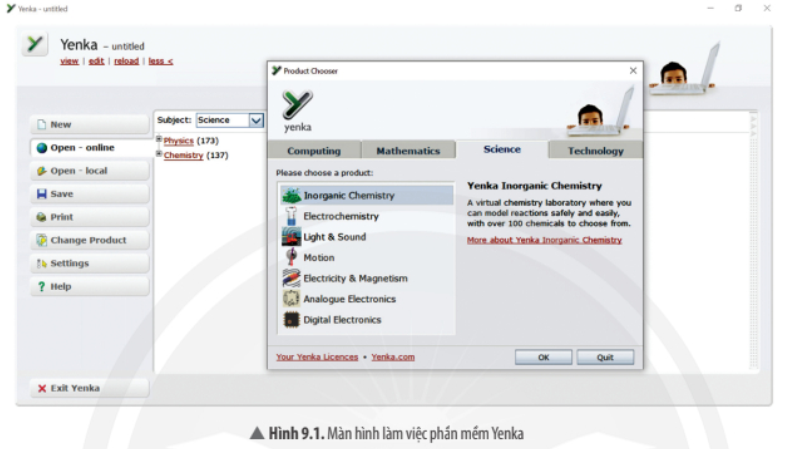 Yenka - untitled
Yenka – untitled
view | edit | reload | less <
New
Open - online
Open - local
Save
Print
Change Product
Settings
Help
Exit Yenka
Subject: Science
Physics (173)
Chemistry (137)
Product Chooser
yenka
Computing Mathematics Science Technology
Please choose a product:
Inorganic Chemistry
Electrochemistry
Light & Sound
Motion
Electricity & Magnetism
Analogue Electronics
Digital Electronics
Yenka Inorganic Chemistry
A virtual chemistry laboratory where you
can model reactions safely and easily,
with over 100 chemicals to choose from.
More about Yenka Inorganic Chemistry
Your Yenka Licences • Yenka.com
OK Quit
▲ Hình 9.1. Màn hình làm việc phần mềm Yenka